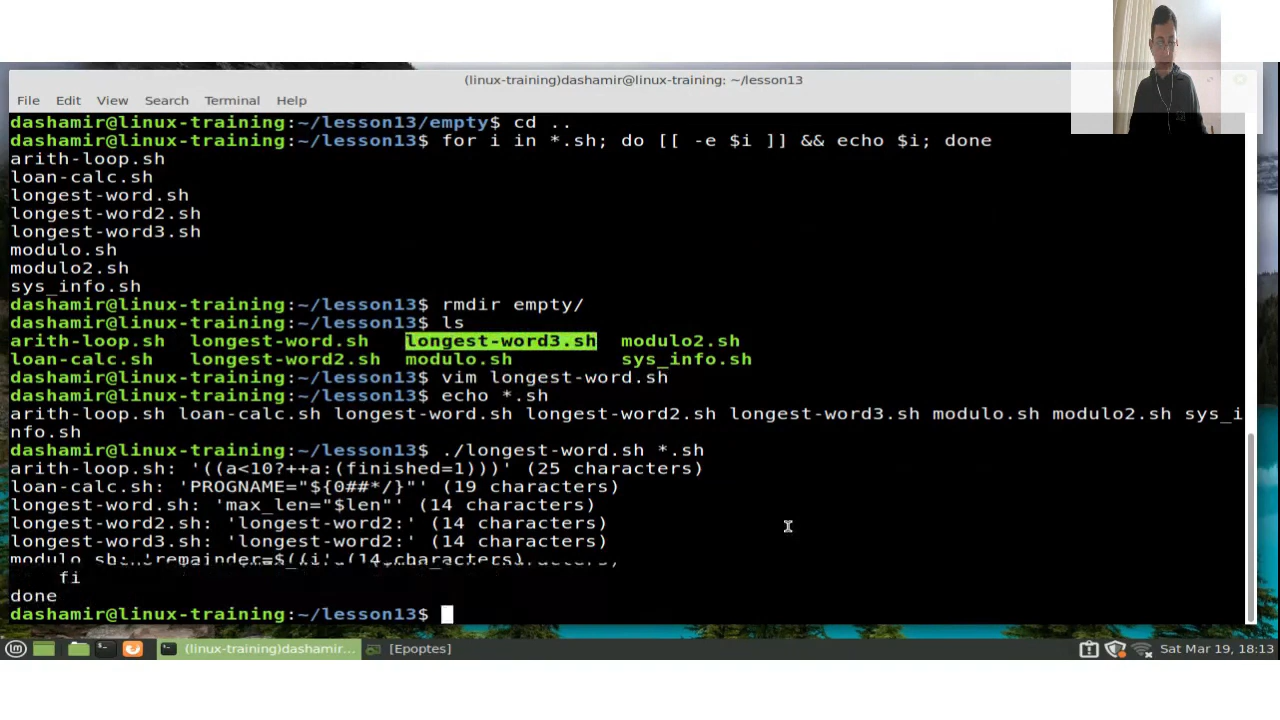 (linux-training)dashamir@linux-training: ~/lesson13
File Edit View Search Terminal Help
dashamir@linux-training:~/lesson13/empty$ cd ..
dashamir@linux-training:~/lesson13$ for i in *.sh; do [[ -e $i ]] && echo $i; done
arith-loop.sh
loan-calc.sh
longest-word.sh
longest-word2.sh
longest-word3.sh
modulo.sh
modulo2.sh
sys_info.sh
dashamir@linux-training:~/lesson13$ rmdir empty/
dashamir@linux-training:~/lesson13$ ls
arith-loop.sh longest-word.sh longest-word3.sh modulo2.sh
loan-calc.sh longest-word2.sh modulo.sh sys_info.sh
dashamir@linux-training:~/lesson13$ vim longest-word.sh
dashamir@linux-training:~/lesson13$ echo *.sh
arith-loop.sh loan-calc.sh longest-word.sh longest-word2.sh longest-word3.sh modulo.sh modulo2.sh sys_i
nfo.sh
dashamir@linux-training:~/lesson13$ ./longest-word.sh *.sh
arith-loop.sh: '((a<10?++a:(finished=1)))' (25 characters)
loan-calc.sh: 'PROGNAME="${0##*/}"' (19 characters)
longest-word.sh: 'max_len="$len"' (14 characters)
longest-word2.sh: 'longest-word2:' (14 characters)
longest-word3.sh: 'longest-word2:' (14 characters)
modulo.sh: 'remainder=$((i' (14 characters)
fi
done
dashamir@linux-training:~/lesson13$
(linux-training)dashamir... [Epoptes] Sat Mar 19, 18:13